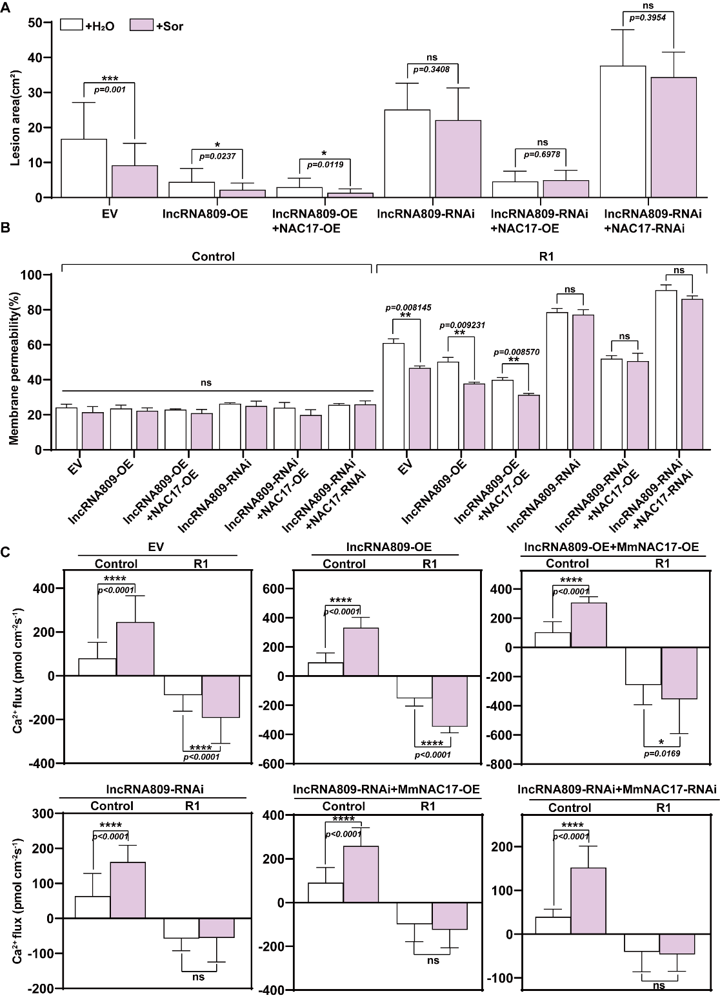 A
+H₂O
+Sor
Lesion area(cm²)
50
40
30
20
10
0
***
p=0.001
*
p=0.0237
*
p=0.0119
ns
p=0.3408
ns
p=0.6978
ns
p=0.3954
EV
lncRNA809-OE
lncRNA809-OE
+NAC17-OE
lncRNA809-RNAi
lncRNA809-RNAi
+NAC17-OE
lncRNA809-RNAi
+NAC17-RNAi
B
Control
R1
Membrane permeability(%)
100
80
60
40
20
0
ns
p=0.008145
**
p=0.009231
**
p=0.008570
**
ns
ns
ns
EV
lncRNA809-OE
lncRNA809-OE
+NAC17-OE
lncRNA809-RNAi
lncRNA809-RNAi
+NAC17-OE
lncRNA809-RNAi
+NAC17-RNAi
EV
lncRNA809-OE
lncRNA809-OE
+NAC17-OE
lncRNA809-RNAi
lncRNA809-RNAi
+NAC17-OE
lncRNA809-RNAi
+NAC17-RNAi
C
EV
Control
R1
Ca²⁺ flux (pmol cm⁻²s⁻¹)
400
200
0
-200
-400
****
p<0.0001
****
p<0.0001
lncRNA809-OE
Control
R1
600
400
200
0
-200
-400
-600
****
p<0.0001
****
p<0.0001
lncRNA809-OE+MmNAC17-OE
Control
R1
400
200
0
-200
-400
-600
-800
****
p<0.0001
*
p=0.0169
lncRNA809-RNAi
Control
R1
Ca²⁺ flux (pmol cm⁻²s⁻¹)
300
200
100
0
-100
-200
****
p<0.0001
ns
lncRNA809-RNAi+MmNAC17-OE
Control
R1
400
200
0
-200
-400
****
p<0.0001
ns
lncRNA809-RNAi+MmNAC17-RNAi
Control
R1
200
100
0
-100
****
p<0.0001
ns